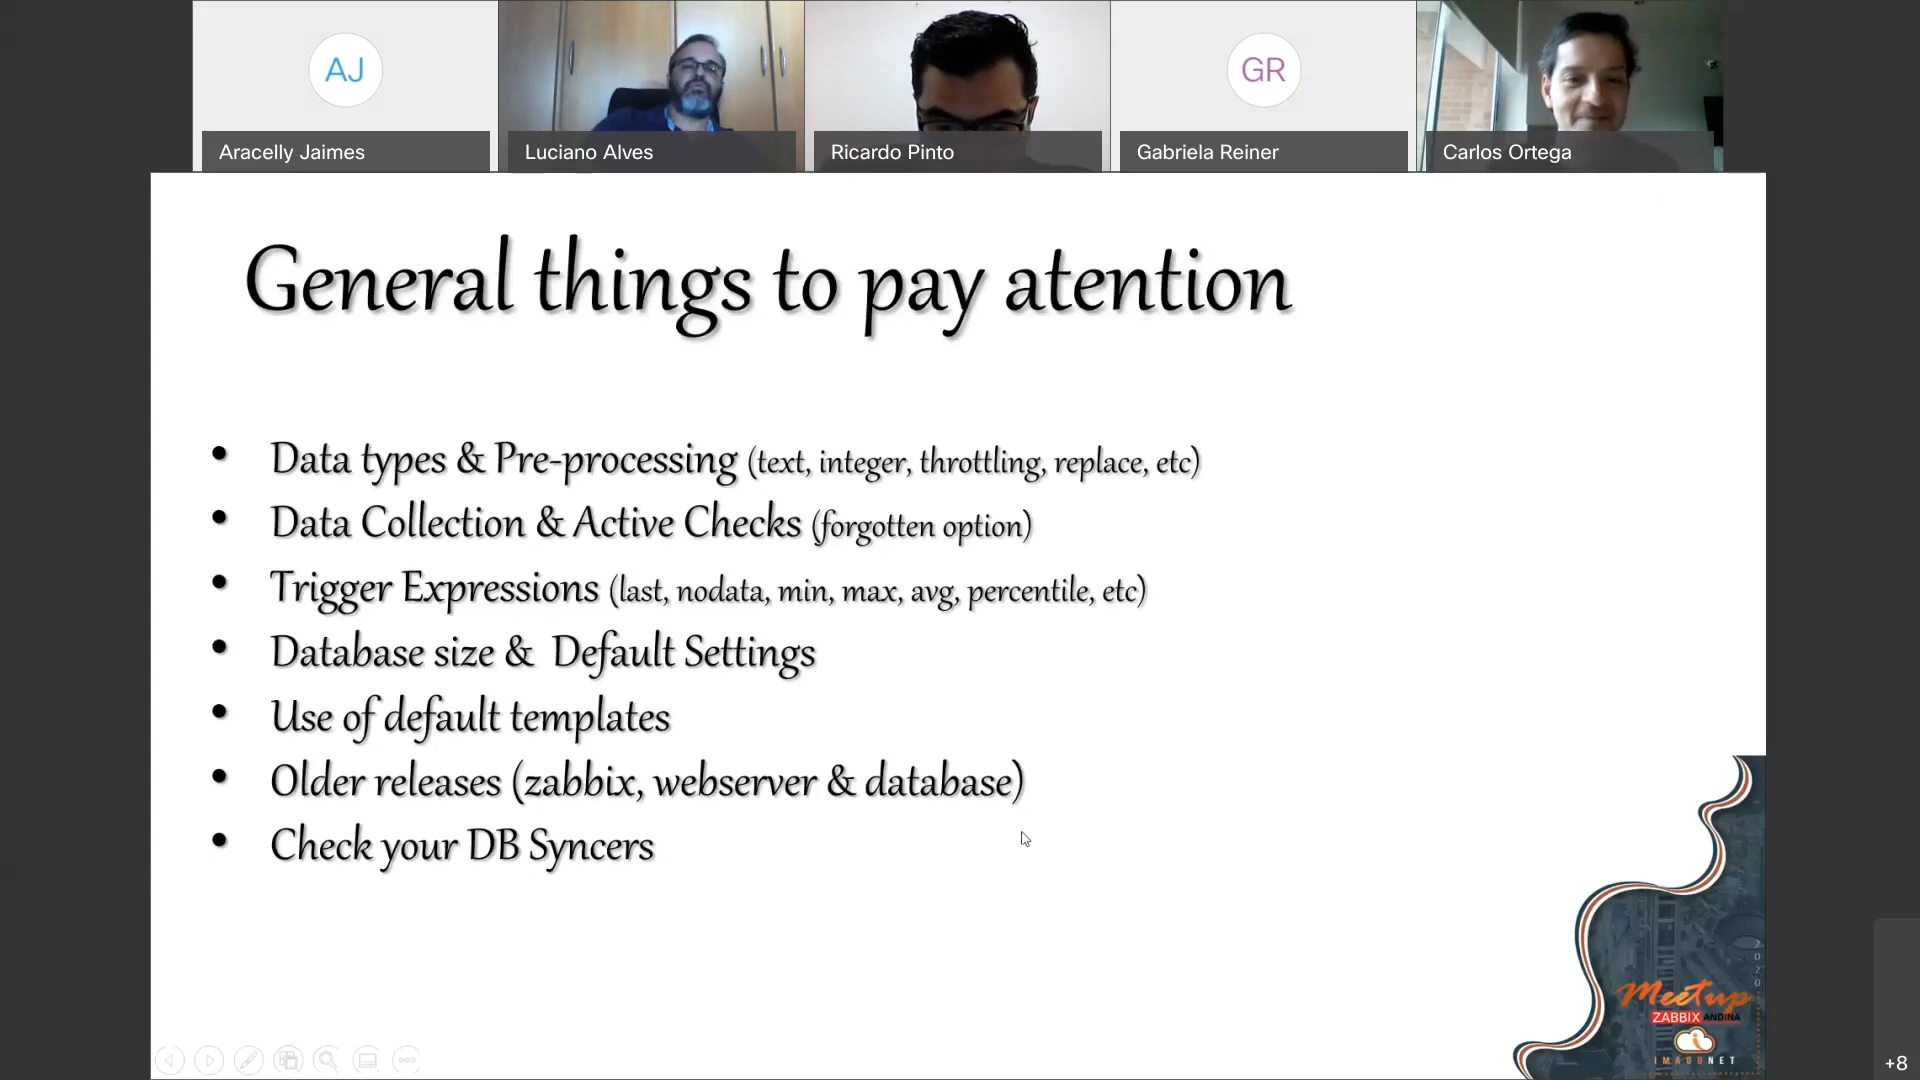 AJ
GR
Aracelly Jaimes
Luciano Alves
Ricardo Pinto
Gabriela Reiner
Carlos Ortega
General things to pay atention
• Data types & Pre-processing (text, integer, throttling, replace, etc)
• Data Collection & Active Checks (forgotten option)
• Trigger Expressions (last, nodata, min, max, avg, percentile, etc)
• Database size & Default Settings
• Use of default templates
• Older releases (zabbix, webserver & database)
• Check your DB Syncers
2020
Meetup
ZABBIX ANDINA
IMAGUNET
+8